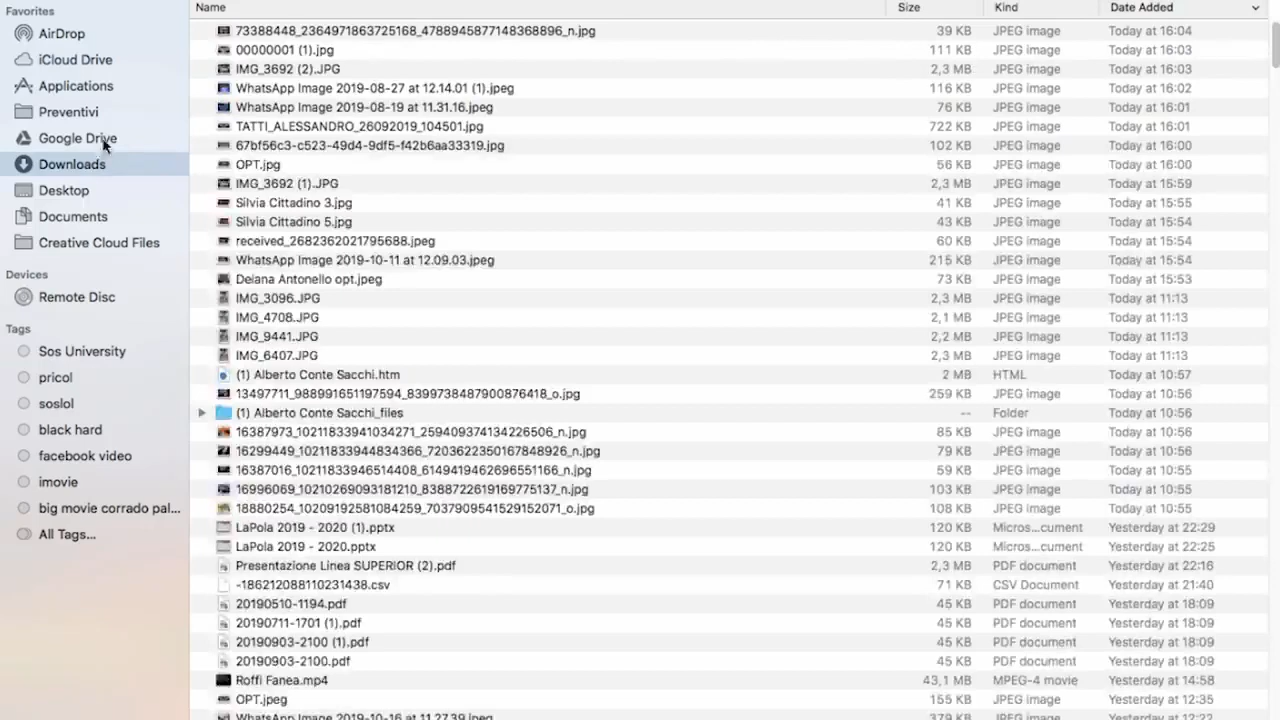 Favorites
AirDrop
iCloud Drive
Applications
Preventivi
Google Drive
Downloads
Desktop
Documents
Creative Cloud Files
Devices
Remote Disc
Tags
Sos University
pricol
soslol
black hard
facebook video
imovie
big movie corrado pal...
All Tags...
Name Size Kind Date Added
73388448_2364971863725168_4788945877148368896_n.jpg 39 KB JPEG image Today at 16:04
00000001 (1).jpg 111 KB JPEG image Today at 16:03
IMG_3692 (2).JPG 2,3 MB JPEG image Today at 16:03
WhatsApp Image 2019-08-27 at 12.14.01 (1).jpeg 116 KB JPEG image Today at 16:02
WhatsApp Image 2019-08-19 at 11.31.16.jpeg 76 KB JPEG image Today at 16:01
TATTI_ALESSANDRO_26092019_104501.jpg 722 KB JPEG image Today at 16:01
67bf56c3-c523-49d4-9df5-f42b6aa33319.jpg 102 KB JPEG image Today at 16:00
OPT.jpg 56 KB JPEG image Today at 16:00
IMG_3692 (1).JPG 2,3 MB JPEG image Today at 15:59
Silvia Cittadino 3.jpg 41 KB JPEG image Today at 15:55
Silvia Cittadino 5.jpg 43 KB JPEG image Today at 15:54
received_2682362021795688.jpeg 60 KB JPEG image Today at 15:54
WhatsApp Image 2019-10-11 at 12.09.03.jpeg 215 KB JPEG image Today at 15:54
Deiana Antonello opt.jpeg 73 KB JPEG image Today at 15:53
IMG_3096.JPG 2,3 MB JPEG image Today at 11:13
IMG_4708.JPG 2,1 MB JPEG image Today at 11:13
IMG_9441.JPG 2,2 MB JPEG image Today at 11:13
IMG_6407.JPG 2,3 MB JPEG image Today at 11:13
(1) Alberto Conte Sacchi.htm 2 MB HTML Today at 10:57
13497711_988991651197594_8399738487900876418_o.jpg 259 KB JPEG image Today at 10:56
(1) Alberto Conte Sacchi_files -- Folder Today at 10:56
16387973_10211833941034271_259409374134226506_n.jpg 85 KB JPEG image Today at 10:56
16299449_10211833944834366_7203622350167848926_n.jpg 79 KB JPEG image Today at 10:56
16387016_10211833946514408_6149419462696551166_n.jpg 59 KB JPEG image Today at 10:55
16996069_10210269093181210_8388722619169775137_n.jpg 103 KB JPEG image Today at 10:55
18880254_10209192581084259_7037909541529152071_o.jpg 108 KB JPEG image Today at 10:55
LaPola 2019 - 2020 (1).pptx 120 KB Micros...cument Yesterday at 22:29
LaPola 2019 - 2020.pptx 120 KB Micros...cument Yesterday at 22:25
Presentazione Linea SUPERIOR (2).pdf 2,3 MB PDF document Yesterday at 22:16
-186212088110231438.csv 71 KB CSV Document Yesterday at 21:40
20190510-1194.pdf 45 KB PDF document Yesterday at 18:09
20190711-1701 (1).pdf 45 KB PDF document Yesterday at 18:09
20190903-2100 (1).pdf 45 KB PDF document Yesterday at 18:09
20190903-2100.pdf 45 KB PDF document Yesterday at 18:09
Roffi Fanea.mp4 43,1 MB MPEG-4 movie Yesterday at 14:58
OPT.jpeg 155 KB JPEG image Yesterday at 12:35
WhatsApp Image 2019-10-16 at 11.27.39.jpeg 379 KB JPEG image Yesterday at 12:22